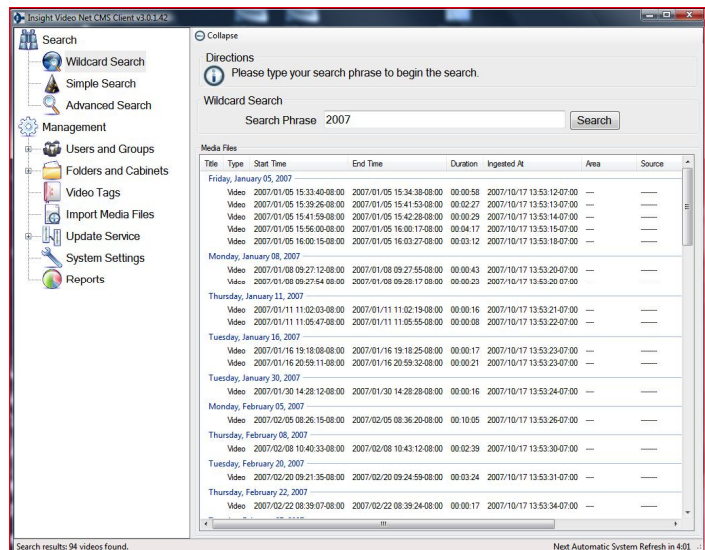 Insight Video Net CMS Client v3.0.1.42
Search
Wildcard Search
Simple Search
Advanced Search
Management
Users and Groups
Folders and Cabinets
Video Tags
Import Media Files
Update Service
System Settings
Reports
Collapse
Directions
Please type your search phrase to begin the search.
Wildcard Search
Search Phrase 2007 Search
Media Files
Title Type Start Time End Time Duration Ingested At Area Source
Friday, January 05, 2007
Video 2007/01/05 15:33:40-08:00 2007/01/05 15:34:38-08:00 00:00:58 2007/10/17 13:53:12-07:00 --- ------
Video 2007/01/05 15:39:26-08:00 2007/01/05 15:41:53-08:00 00:02:27 2007/10/17 13:53:13-07:00 --- ------
Video 2007/01/05 15:41:59-08:00 2007/01/05 15:42:28-08:00 00:00:29 2007/10/17 13:53:14-07:00 --- ------
Video 2007/01/05 15:56:00-08:00 2007/01/05 16:00:17-08:00 00:04:17 2007/10/17 13:53:15-07:00 --- ------
Video 2007/01/05 16:00:15-08:00 2007/01/05 16:03:27-08:00 00:03:12 2007/10/17 13:53:18-07:00 --- ------
Monday, January 08, 2007
Video 2007/01/08 09:27:12-08:00 2007/01/08 09:27:55-08:00 00:00:43 2007/10/17 13:53:20-07:00 --- ------
Video 2007/01/08 09:27:54-08:00 2007/01/08 09:28:17-08:00 00:00:23 2007/10/17 13:53:20-07:00
Thursday, January 11, 2007
Video 2007/01/11 11:02:03-08:00 2007/01/11 11:02:19-08:00 00:00:16 2007/10/17 13:53:21-07:00 --- ------
Video 2007/01/11 11:05:47-08:00 2007/01/11 11:05:55-08:00 00:00:08 2007/10/17 13:53:22-07:00 --- ------
Tuesday, January 16, 2007
Video 2007/01/16 19:18:08-08:00 2007/01/16 19:18:25-08:00 00:00:17 2007/10/17 13:53:23-07:00 --- ------
Video 2007/01/16 20:59:11-08:00 2007/01/16 20:59:32-08:00 00:00:21 2007/10/17 13:53:23-07:00 --- ------
Tuesday, January 30, 2007
Video 2007/01/30 14:28:12-08:00 2007/01/30 14:28:28-08:00 00:00:16 2007/10/17 13:53:24-07:00 --- ------
Monday, February 05, 2007
Video 2007/02/05 08:26:15-08:00 2007/02/05 08:36:20-08:00 00:10:05 2007/10/17 13:53:26-07:00 --- ------
Thursday, February 08, 2007
Video 2007/02/08 10:40:33-08:00 2007/02/08 10:43:12-08:00 00:02:39 2007/10/17 13:53:30-07:00 --- ------
Tuesday, February 20, 2007
Video 2007/02/20 09:21:35-08:00 2007/02/20 09:24:59-08:00 00:03:24 2007/10/17 13:53:31-07:00 --- ------
Thursday, February 22, 2007
Video 2007/02/22 08:39:07-08:00 2007/02/22 08:39:24-08:00 00:00:17 2007/10/17 13:53:34-07:00 --- ------
Search results: 94 videos found. Next Automatic System Refresh in 4:01